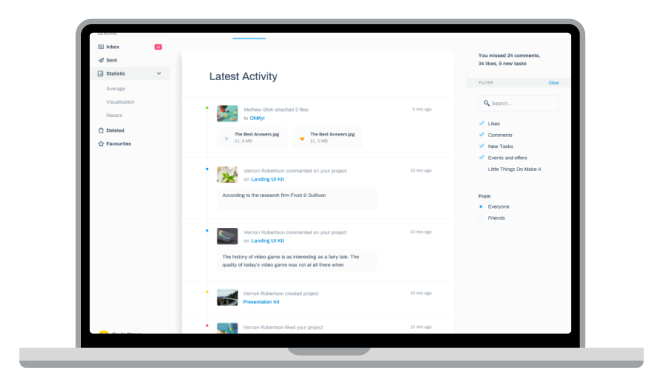 Inbox
Sent
Statistic
Average
Visualisation
Recent
Deleted
Favourites
Latest Activity
Mathew Slick attached 2 files
to OhMy!
5 min ago
The Best Answers.jpg
21, 5 MB
The Best Answers.jpg
21, 5 MB
Vernon Robertson commented on your project
on Landing UI Kit
10 min ago
According to the research firm Frost & Sullivan
Vernon Robertson commented on your project
on Landing UI Kit
10 min ago
The history of video game is as interesting as a fairy tale. The
quality of today's video game was not at all there when
Vernon Robertson created project
Presentation Kit
10 min ago
Vernon Robertson liked your project
10 min ago
You missed 24 comments,
34 likes, 5 new tasks
FILTER
Clear
Search...
Likes
Comments
New Tasks
Events and offers
Little Things Do Make A
From
Everyone
Friends